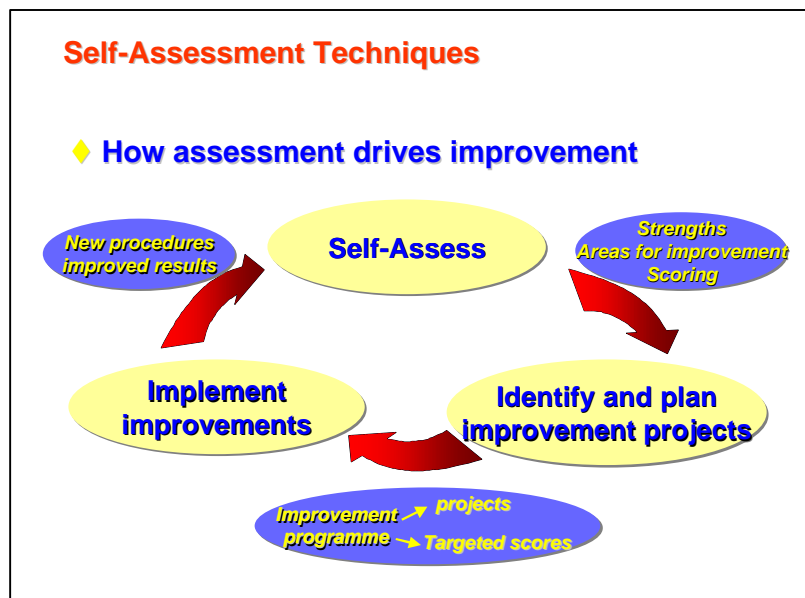 Self-Assessment Techniques
How assessment drives improvement
New procedures
improved results
Self-Assess
Strengths
Areas for improvement
Scoring
Implement
improvements
Identify and plan
improvement projects
Improvement
programme
projects
Targeted scores